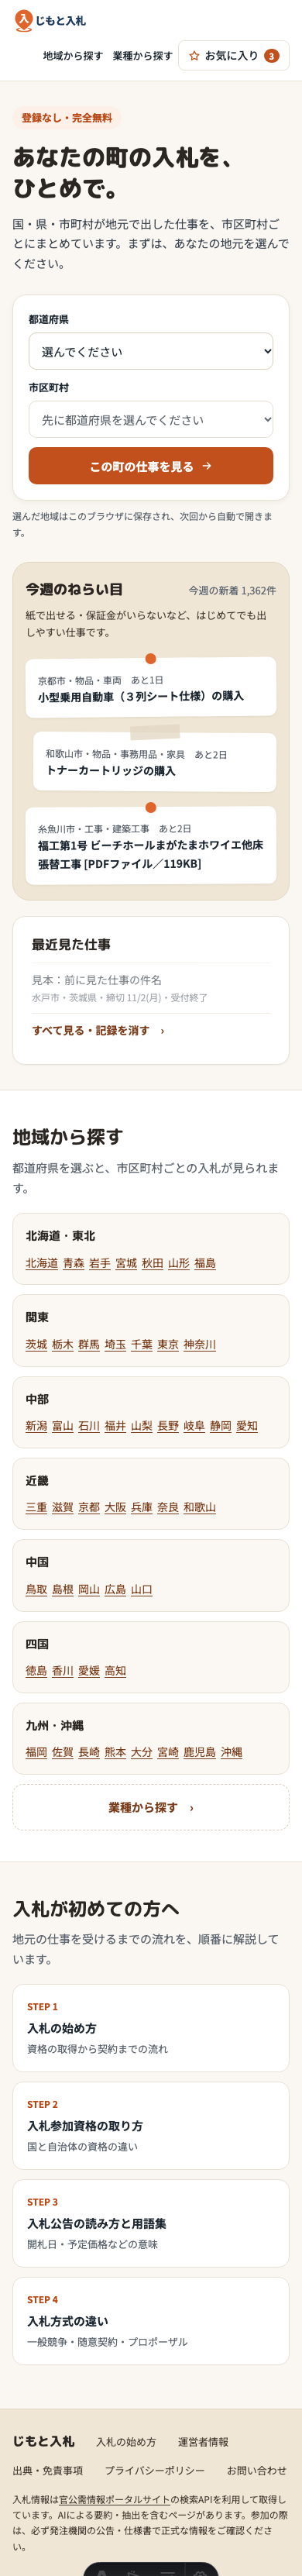 じもと入札
地域から探す 業種から探す お気に入り 3
登録なし・完全無料
あなたの町の入札を、
ひとめで。
国・県・市町村が地元で出した仕事を、市区町村ご
とにまとめています。まずは、あなたの地元を選んで
ください。
都道府県
選んでください
市区町村
先に都道府県を選んでください
この町の仕事を見る →
選んだ地域はこのブラウザに保存され、次回から自動で開きま
す。
今週のねらい目 今週の新着 1,362件
紙で出せる・保証金がいらないなど、はじめてでも出
しやすい仕事です。
京都市・物品・車両 あと1日
小型乗用自動車（３列シート仕様）の購入
和歌山市・物品・事務用品・家具 あと2日
トナーカートリッジの購入
糸魚川市・工事・建築工事 あと2日
福工第1号 ビーチホールまがたまホワイエ他床
張替工事 [PDFファイル／119KB]
最近見た仕事
見本：前に見た仕事の件名
水戸市・茨城県・締切 11/2(月)・受付終了
すべて見る・記録を消す ›
地域から探す
都道府県を選ぶと、市区町村ごとの入札が見られま
す。
北海道・東北
北海道 青森 岩手 宮城 秋田 山形 福島
関東
茨城 栃木 群馬 埼玉 千葉 東京 神奈川
中部
新潟 富山 石川 福井 山梨 長野 岐阜 静岡 愛知
近畿
三重 滋賀 京都 大阪 兵庫 奈良 和歌山
中国
鳥取 島根 岡山 広島 山口
四国
徳島 香川 愛媛 高知
九州・沖縄
福岡 佐賀 長崎 熊本 大分 宮崎 鹿児島 沖縄
業種から探す ›
入札が初めての方へ
地元の仕事を受けるまでの流れを、順番に解説して
います。
STEP 1
入札の始め方
資格の取得から契約までの流れ
STEP 2
入札参加資格の取り方
国と自治体の資格の違い
STEP 3
入札公告の読み方と用語集
開札日・予定価格などの意味
STEP 4
入札方式の違い
一般競争・随意契約・プロポーザル
じもと入札 入札の始め方 運営者情報
出典・免責事項 プライバシーポリシー お問い合わせ
入札情報は官公需情報ポータルサイトの検索APIを利用して取得し
ています。AIによる要約・抽出を含むページがあります。参加の際
は、必ず発注機関の公告・仕様書で正式な情報をご確認くださ
い。